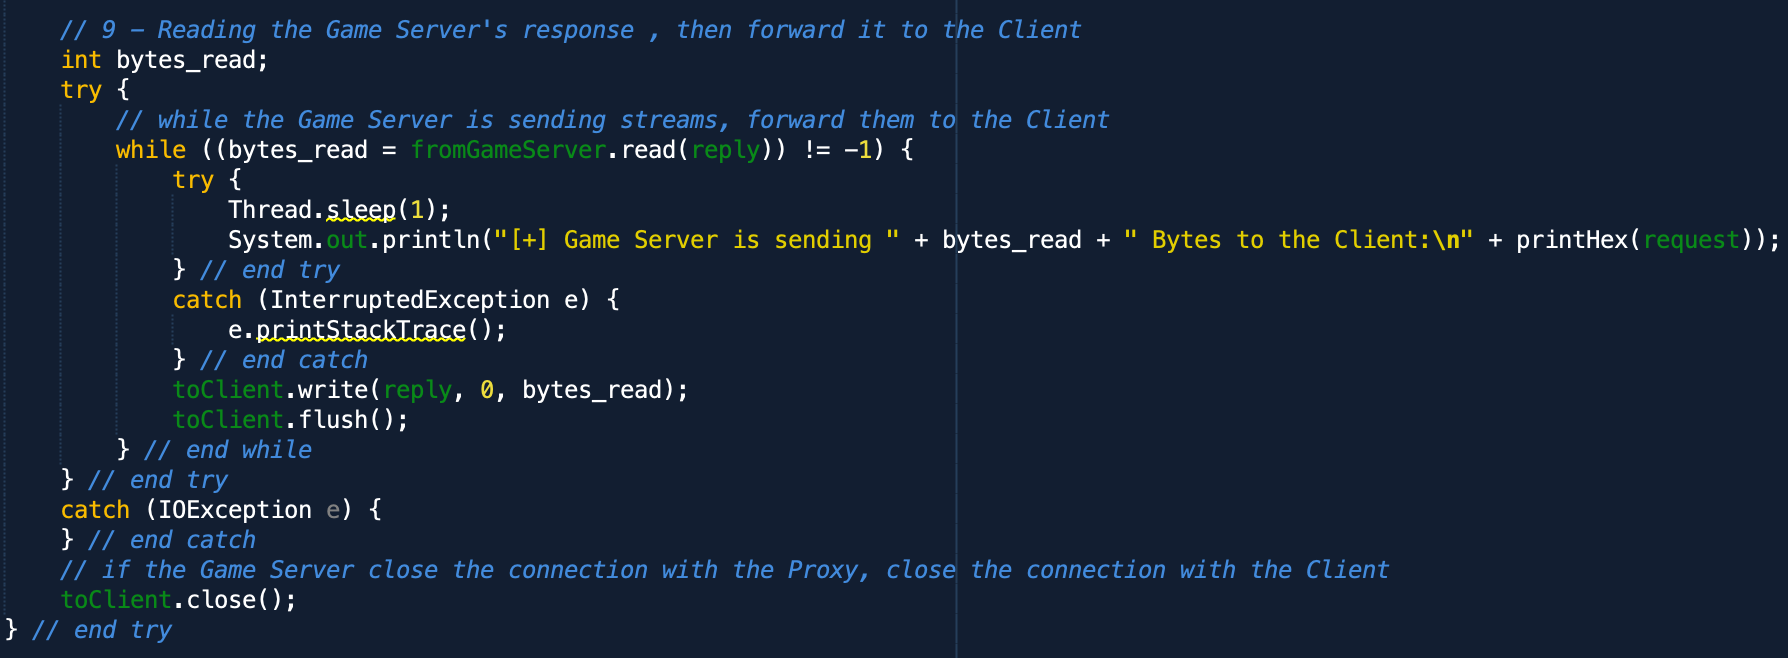 // 9 – Reading the Game Server's response , then forward it to the Client
int bytes_read;
try {
// while the Game Server is sending streams, forward them to the Client
while ((bytes_read = fromGameServer.read(reply)) != -1) {
try {
Thread.sleep(1);
System.out.println("[+] Game Server is sending " + bytes_read + " Bytes to the Client:\n" + printHex(request));
} // end try
catch (InterruptedException e) {
e.printStackTrace();
} // end catch
toClient.write(reply, 0, bytes_read);
toClient.flush();
} // end while
} // end try
catch (IOException e) {
} // end catch
// if the Game Server close the connection with the Proxy, close the connection with the Client
toClient.close();
} // end try